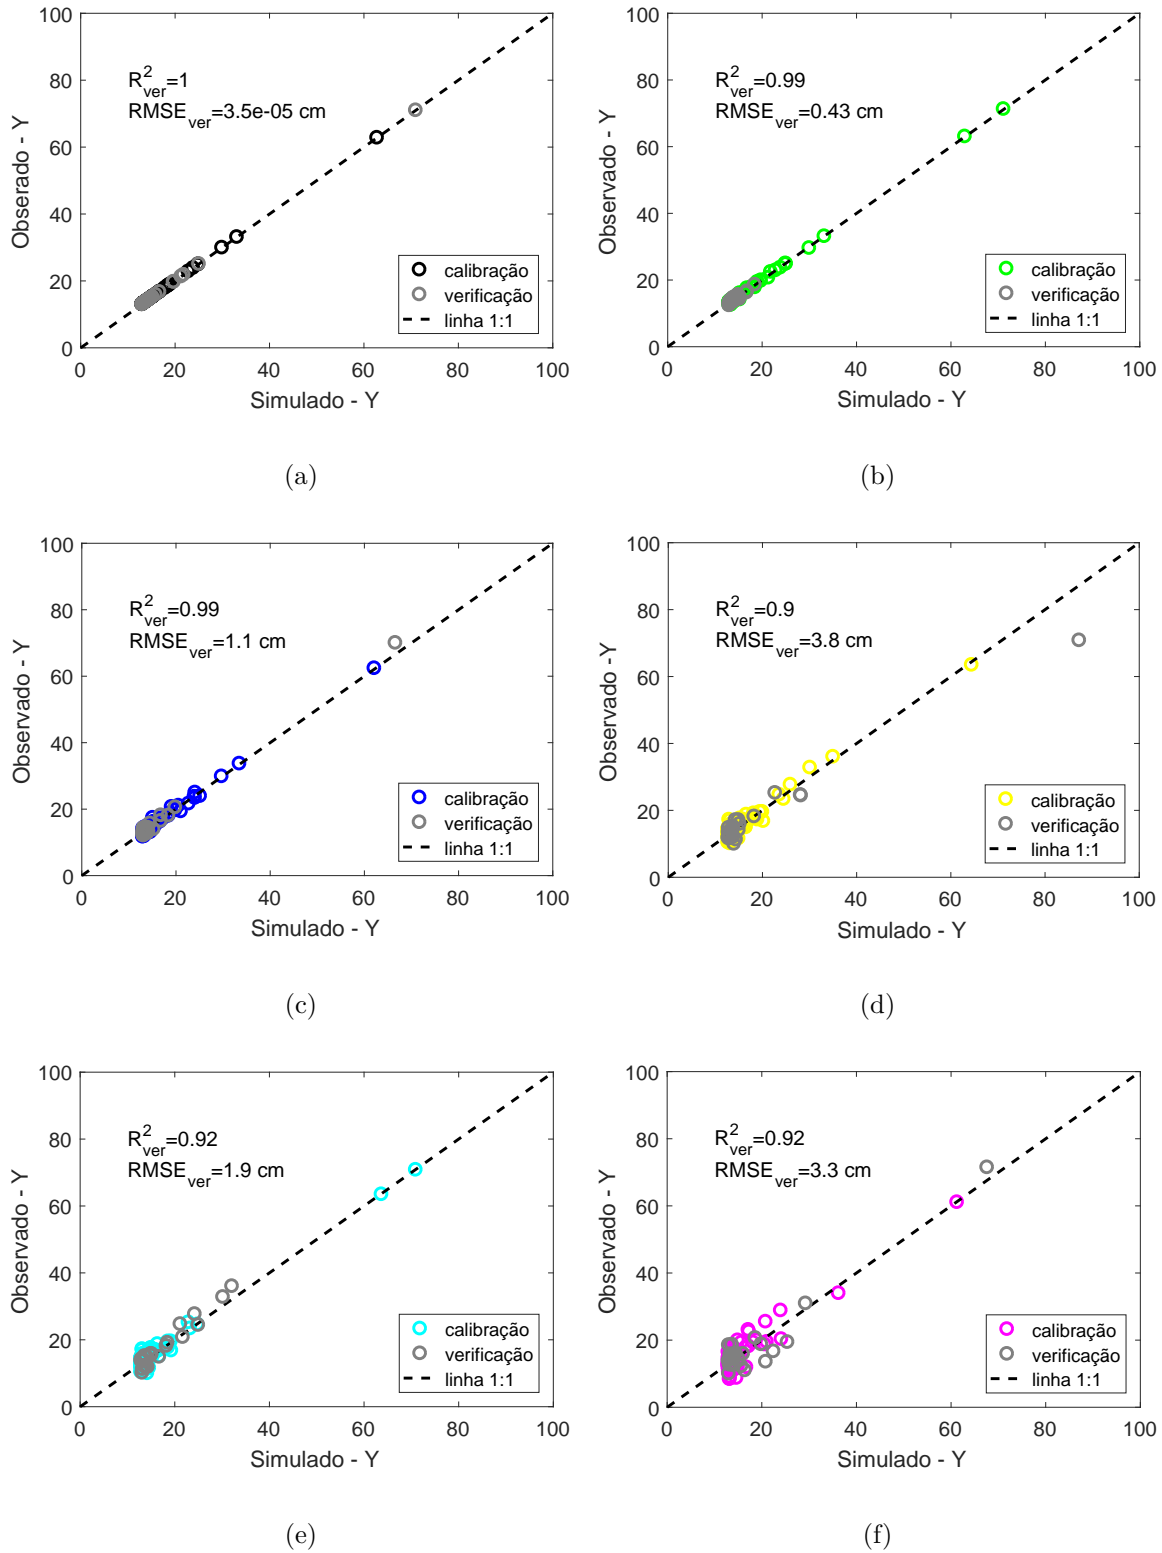 100
80
60
40
20
0
Obserado - Y
R²ver=1
RMSEver=3.5e-05 cm
calibração
verificação
linha 1:1
0 20 40 60 80 100
Simulado - Y
(a)
100
80
60
40
20
0
Observado - Y
R²ver=0.99
RMSEver=0.43 cm
calibração
verificação
linha 1:1
0 20 40 60 80 100
Simulado - Y
(b)
100
80
60
40
20
0
Observado - Y
R²ver=0.99
RMSEver=1.1 cm
calibração
verificação
linha 1:1
0 20 40 60 80 100
Simulado - Y
(c)
100
80
60
40
20
0
Observado -Y
R²ver=0.9
RMSEver=3.8 cm
calibração
verificação
linha 1:1
0 20 40 60 80 100
Simulado - Y
(d)
100
80
60
40
20
0
Observado - Y
R²ver=0.92
RMSEver=1.9 cm
calibração
verificação
linha 1:1
0 20 40 60 80 100
Simulado - Y
(e)
100
80
60
40
20
0
Observado - Y
R²ver=0.92
RMSEver=3.3 cm
calibração
verificação
linha 1:1
0 20 40 60 80 100
Simulado - Y
(f)